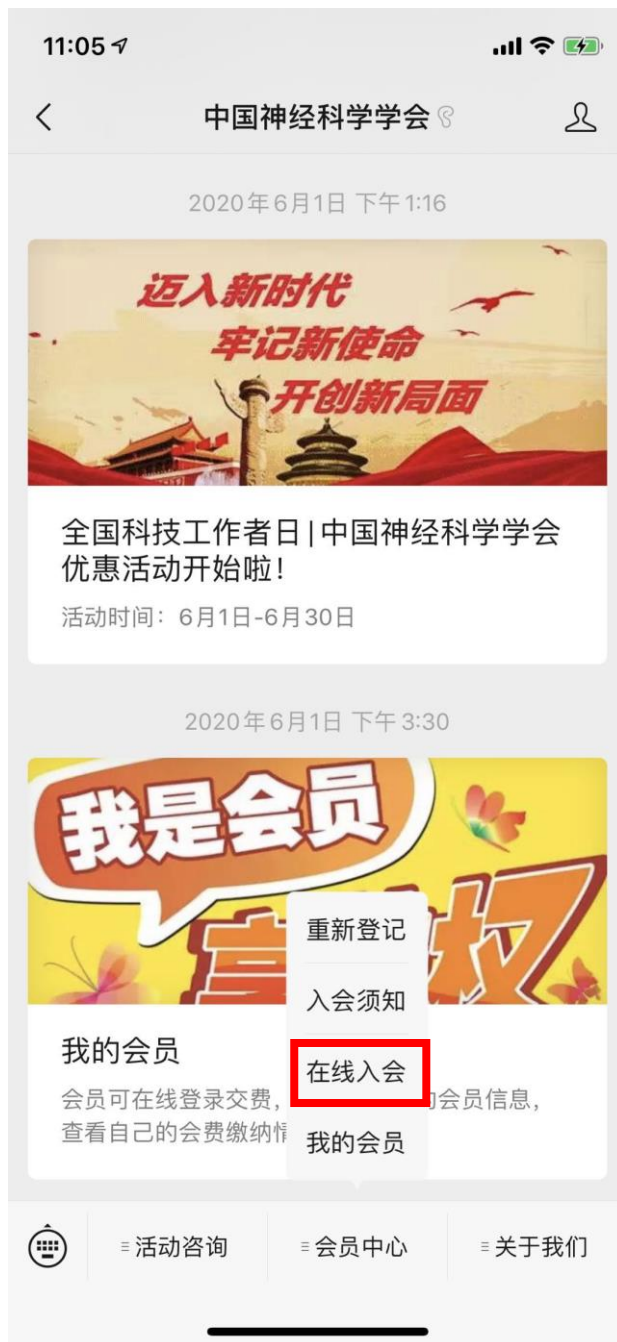 11:05
中国神经科学学会
2020年6月1日 下午1:16
迈入新时代
牢记新使命
开创新局面
全国科技工作者日|中国神经科学学会
优惠活动开始啦！
活动时间：6月1日-6月30日
2020年6月1日 下午3:30
我是会员
享 权
重新登记
入会须知
我的会员
在线入会
会员可在线登录交费， 会员信息，
查看自己的会费缴纳情
我的会员
活动咨询
会员中心
关于我们